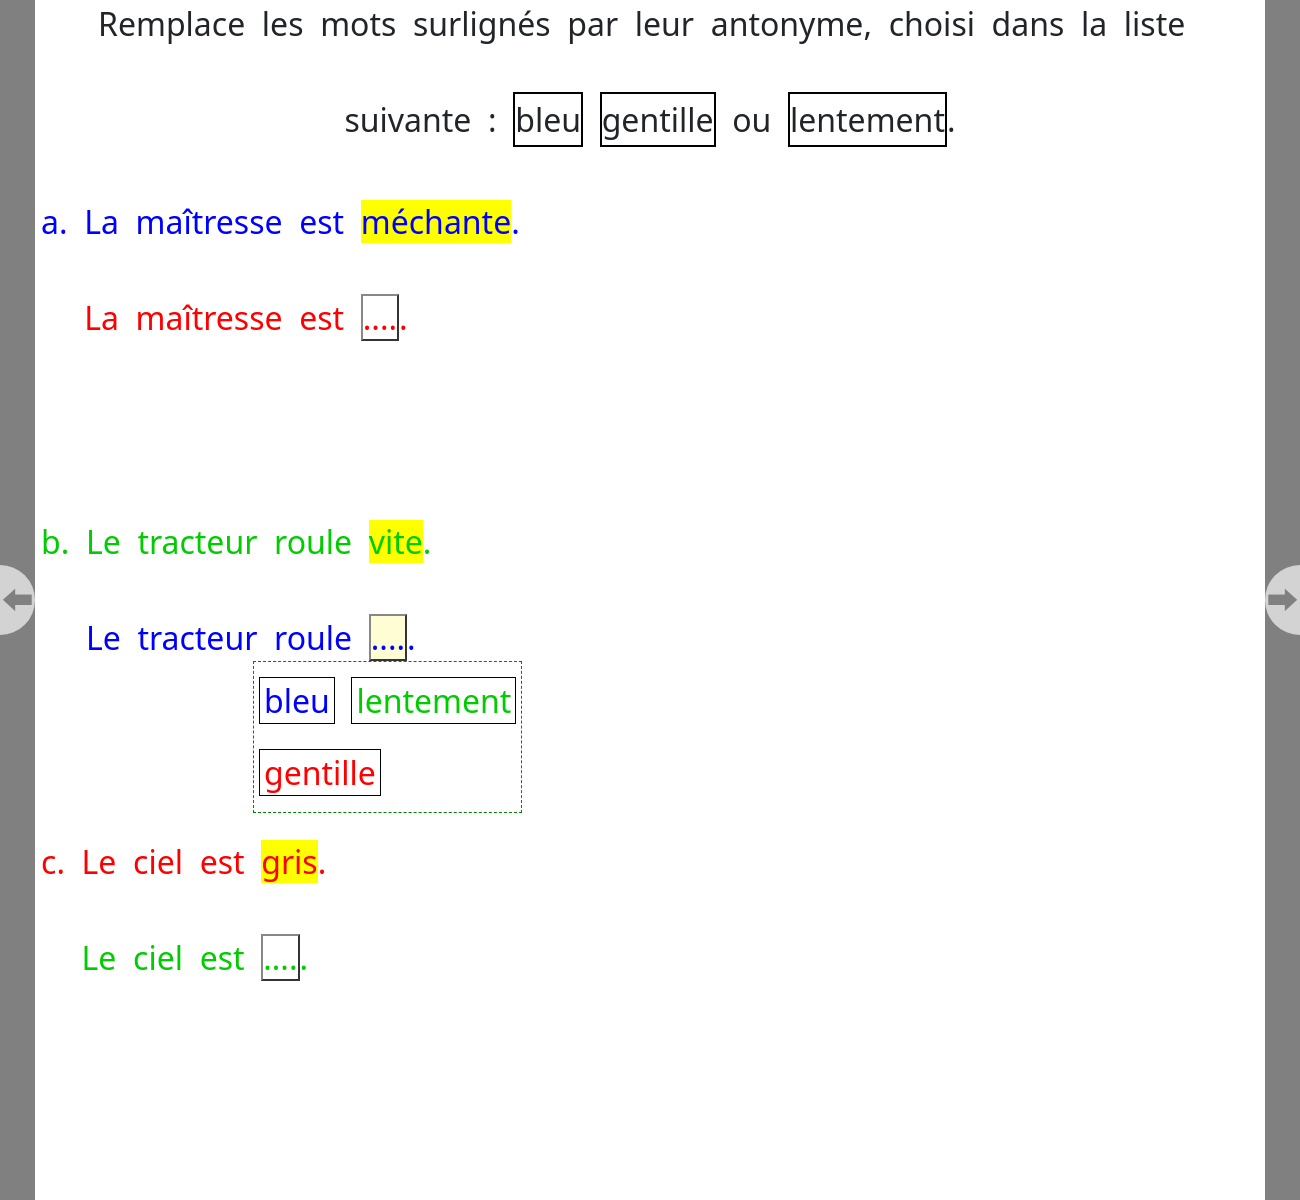 Remplace les mots surlignés par leur antonyme, choisi dans la liste
suivante : bleu gentille ou lentement.
a. La maîtresse est méchante.
La maîtresse est .....
b. Le tracteur roule vite.
Le tracteur roule .....
bleu lentement
gentille
c. Le ciel est gris.
Le ciel est .....